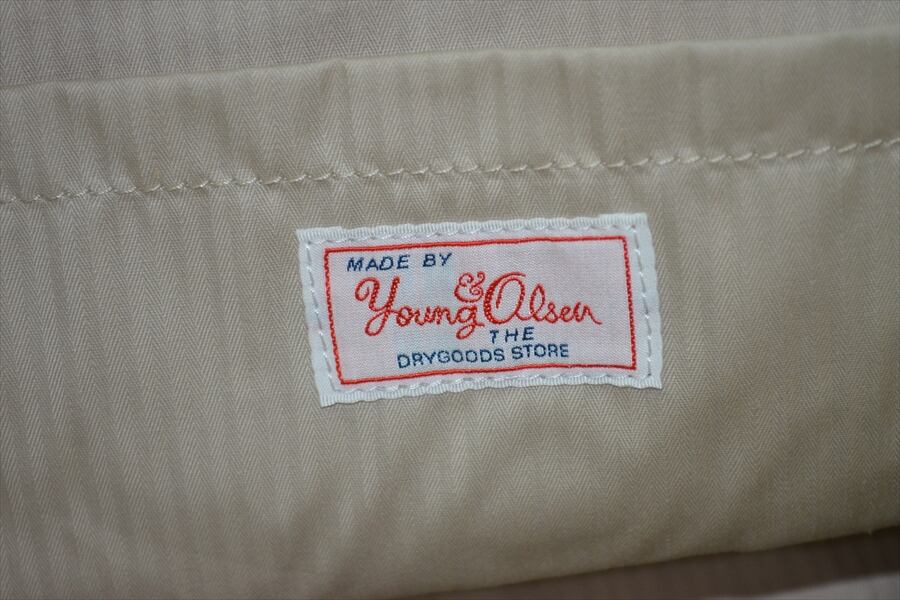 MADE BY
Young & Olsen
THE
DRYGOODS STORE